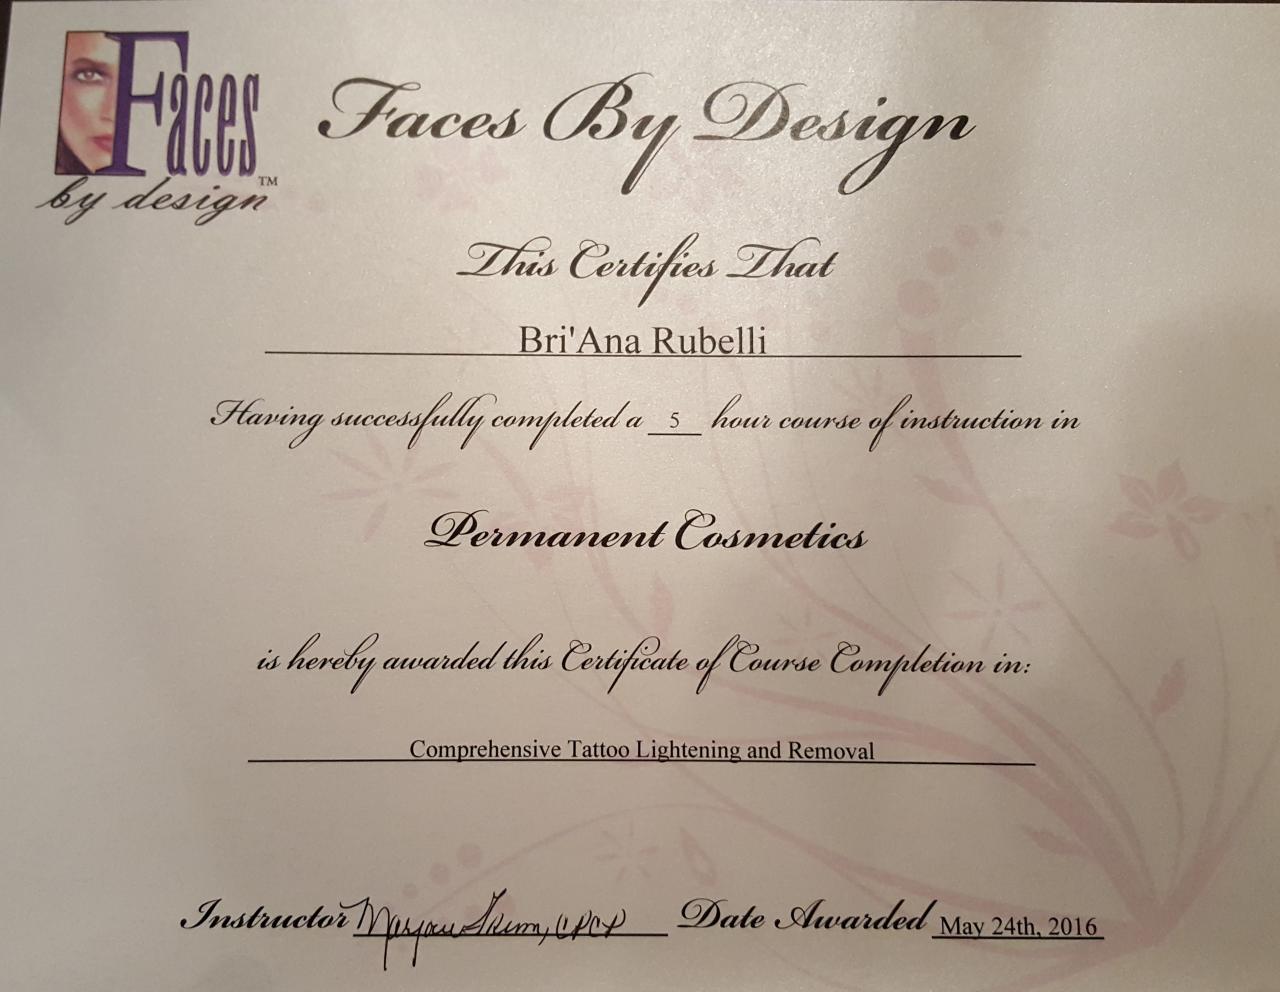 Faces
by design™
Faces By Design
This Certifies That
Bri'Ana Rubelli
Having successfully completed a 5 hour course of instruction in
Permanent Cosmetics
is hereby awarded this Certificate of Course Completion in:
Comprehensive Tattoo Lightening and Removal
Instructor CPCP Date Awarded May 24th, 2016